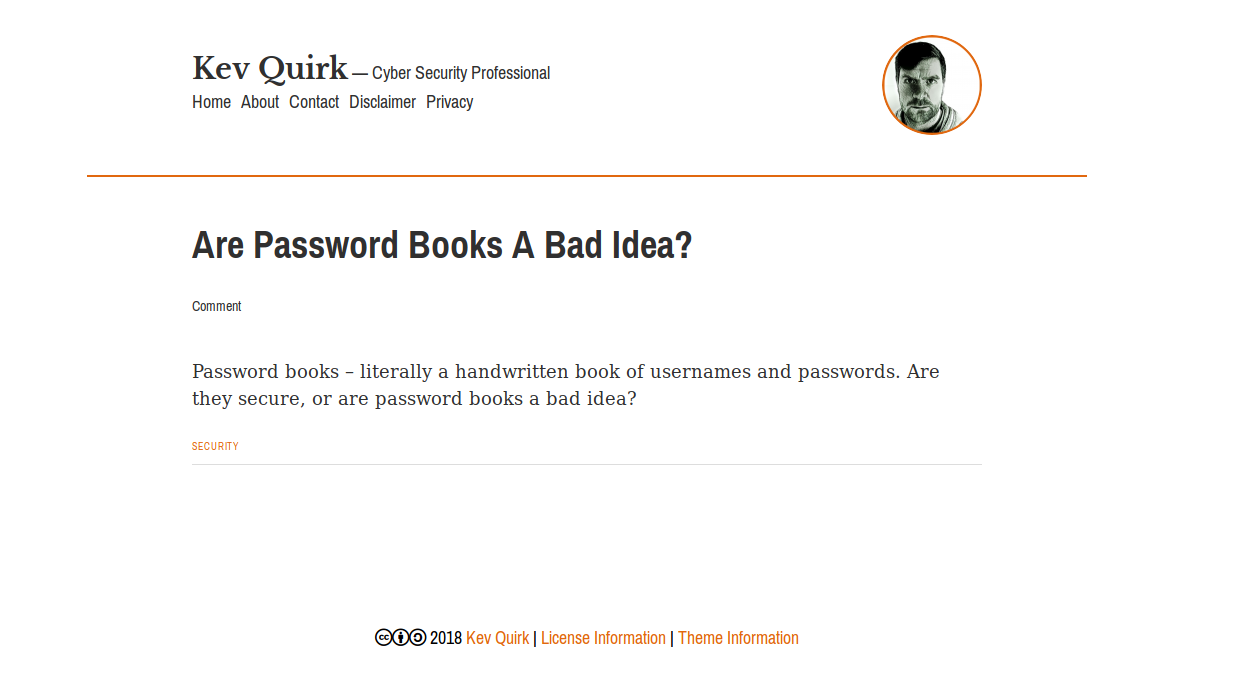 Kev Quirk — Cyber Security Professional
Home About Contact Disclaimer Privacy
Are Password Books A Bad Idea?
Comment
Password books – literally a handwritten book of usernames and passwords. Are
they secure, or are password books a bad idea?
SECURITY
2018 Kev Quirk | License Information | Theme Information